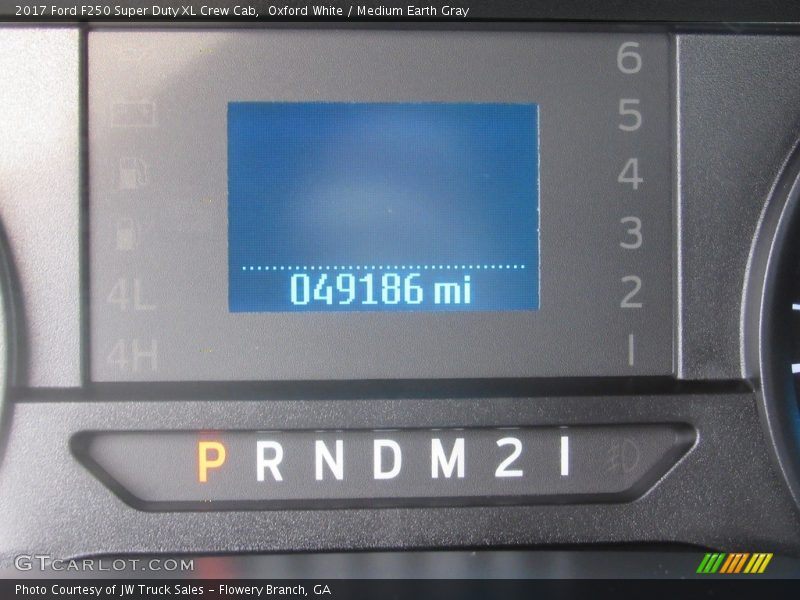 2017 Ford F250 Super Duty XL Crew Cab,  Oxford White / Medium Earth Gray
6
5
4
3
2
1
4L
4H
049186 mi
P R N D M 2 1
GTCARLOT.COM
Photo Courtesy of JW Truck Sales - Flowery Branch, GA